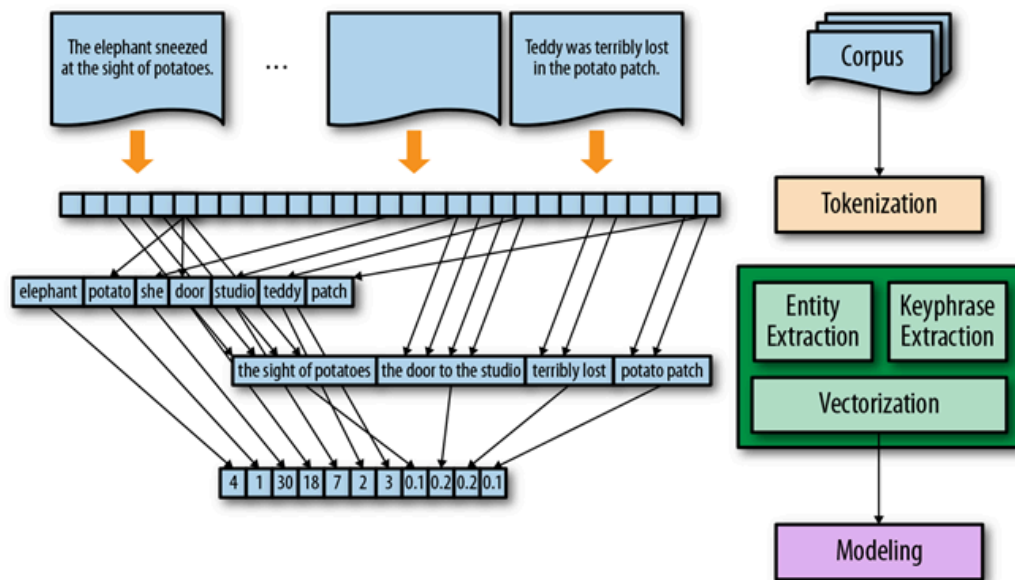 The elephant sneezed
at the sight of potatoes.
...
Teddy was terribly lost
in the potato patch.
Corpus
Tokenization
elephant potato she door studio teddy patch
Entity
Extraction
Keyphrase
Extraction
the sight of potatoes the door to the studio terribly lost potato patch
Vectorization
4 1 30 18 7 2 3 0.1 0.2 0.2 0.1
Modeling